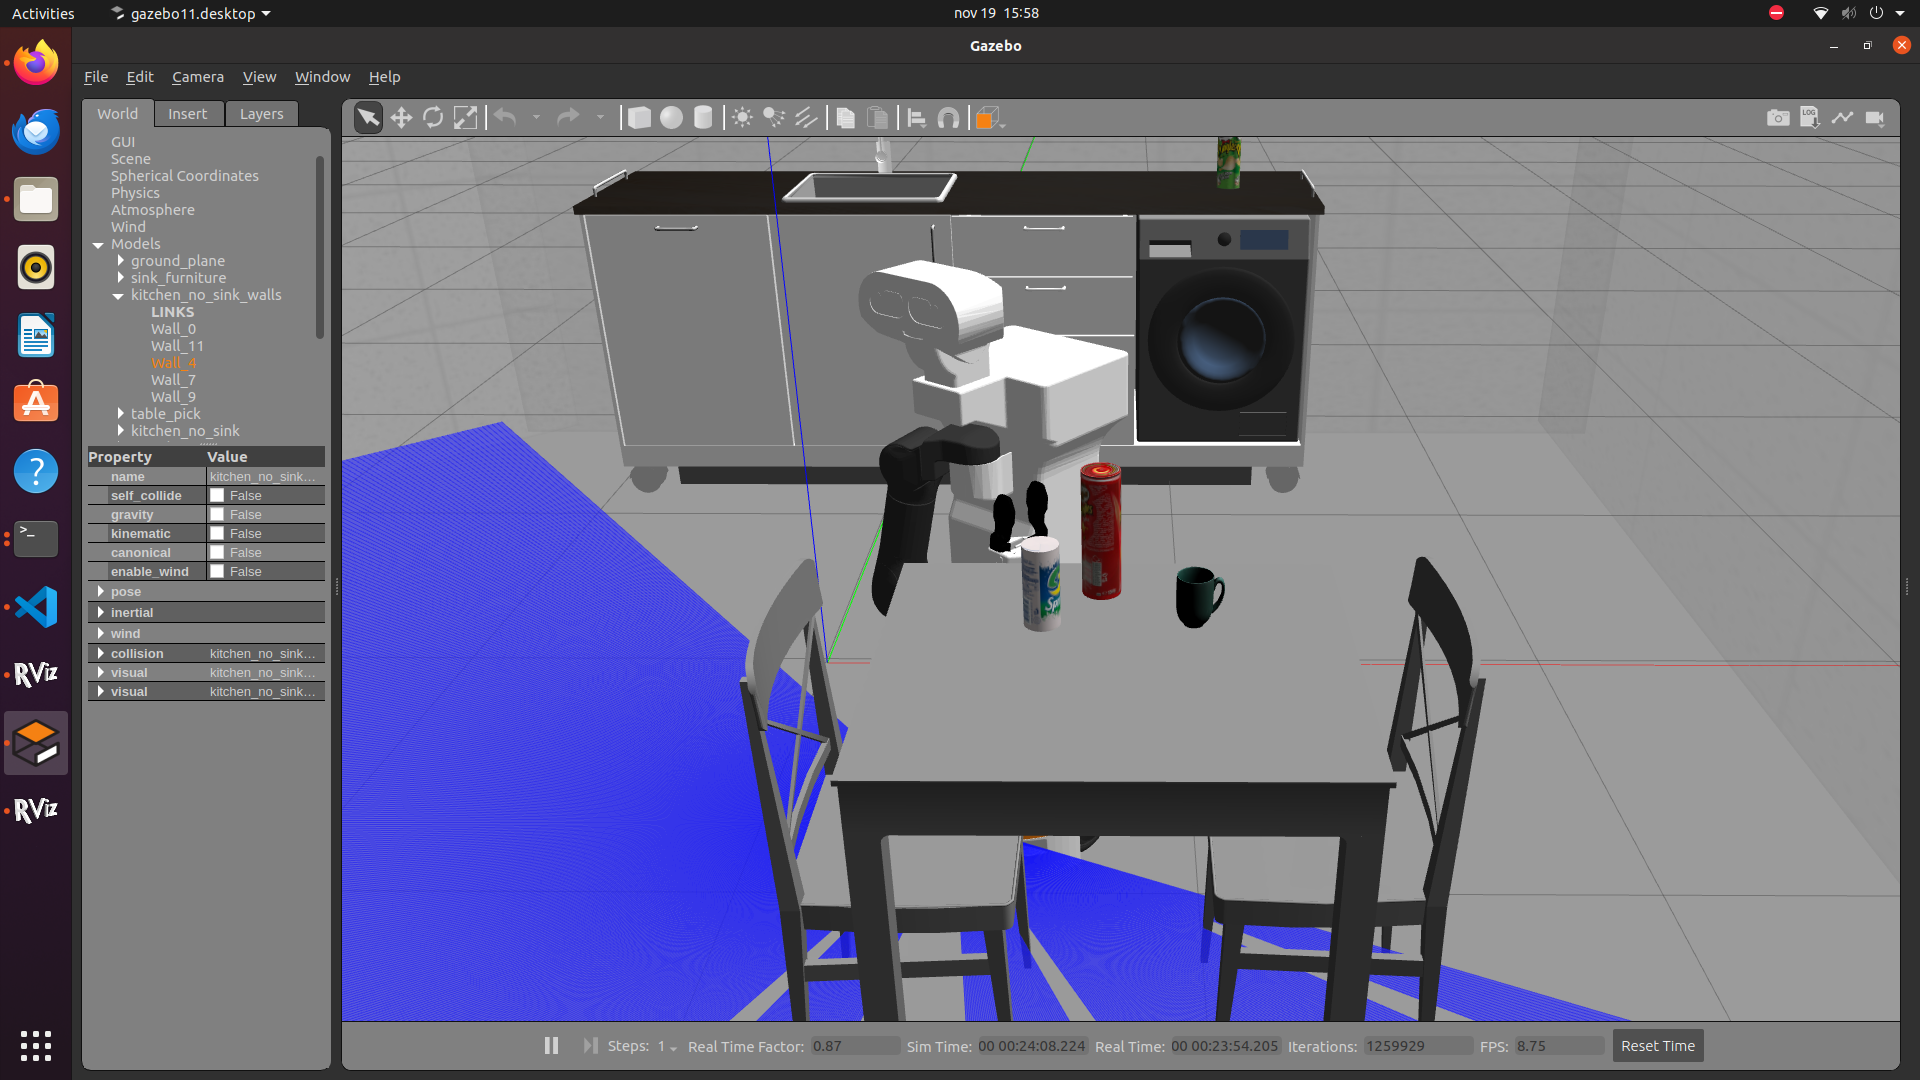 Activities
gazebo11.desktop
nov 19 15:58
Gazebo
File Edit Camera View Window Help
World Insert Layers
GUI
Scene
Spherical Coordinates
Physics
Atmosphere
Wind
Models
ground_plane
sink_furniture
kitchen_no_sink_walls
LINKS
Wall_0
Wall_11
Wall_4
Wall_7
Wall_9
table_pick
kitchen_no_sink
Property Value
name kitchen_no_sink...
self_collide False
gravity False
kinematic False
canonical False
enable_wind False
pose
inertial
wind
collision kitchen_no_sink...
visual kitchen_no_sink...
visual kitchen_no_sink...
LOG
RViz
RViz
Steps: 1 Real Time Factor: 0.87 Sim Time: 00 00:24:08.224 Real Time: 00 00:23:54.205 Iterations: 1259929 FPS: 8.75 Reset Time